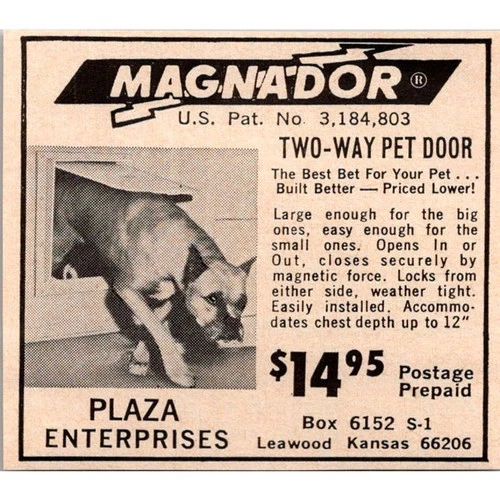 MAGNADOR®
U.S. Pat. No. 3,184,803
TWO-WAY PET DOOR
The Best Bet For Your Pet . . .
Built Better — Priced Lower!
Large enough for the big
ones, easy enough for the
small ones. Opens In or
Out, closes securely by
magnetic force. Locks from
either side, weather tight.
Easily installed. Accommo-
dates chest depth up to 12"
$14.95 Postage
Prepaid
PLAZA
ENTERPRISES
Box 6152 S-1
Leawood Kansas 66206